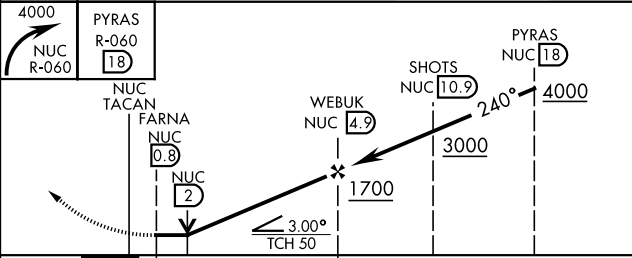 4000
NUC
R-060
PYRAS
R-060
18
NUC
TACAN
FARNA
NUC
0.8
NUC
2
WEBUK
NUC 4.9
1700
SHOTS
NUC 10.9
3000
PYRAS
NUC 18
240°
4000
3.00°
TCH 50